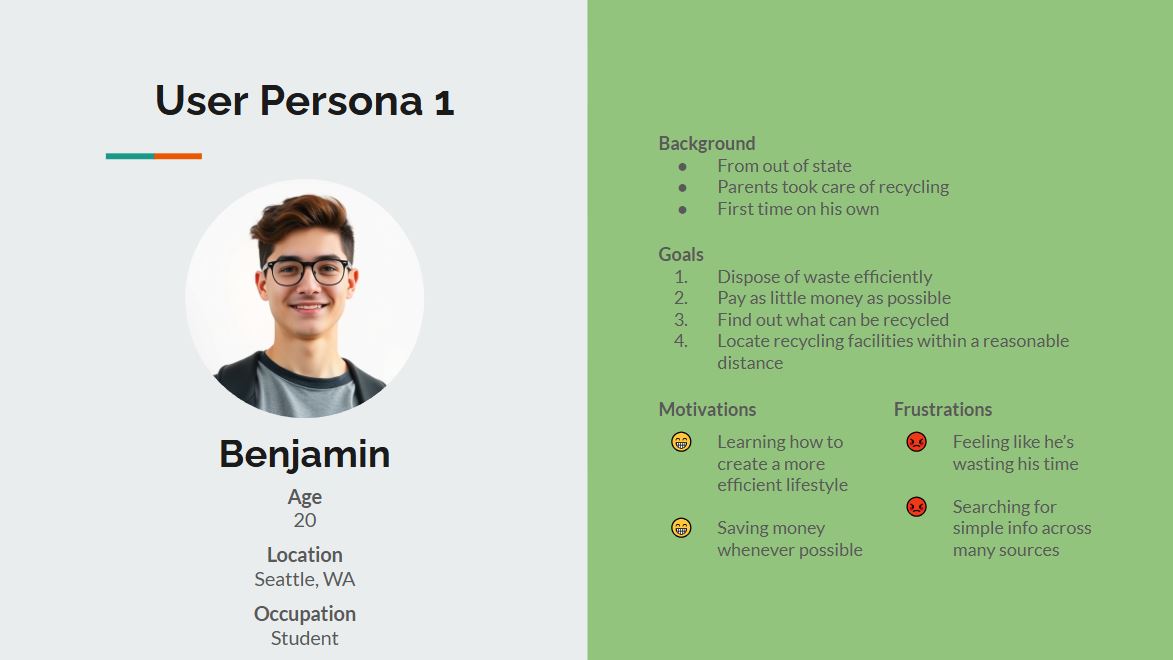 User Persona 1
Benjamin
Age
20
Location
Seattle, WA
Occupation
Student
Background
● From out of state
● Parents took care of recycling
● First time on his own
Goals
1. Dispose of waste efficiently
2. Pay as little money as possible
3. Find out what can be recycled
4. Locate recycling facilities within a reasonable
distance
Motivations
Learning how to
create a more
efficient lifestyle
Saving money
whenever possible
Frustrations
Feeling like he's
wasting his time
Searching for
simple info across
many sources